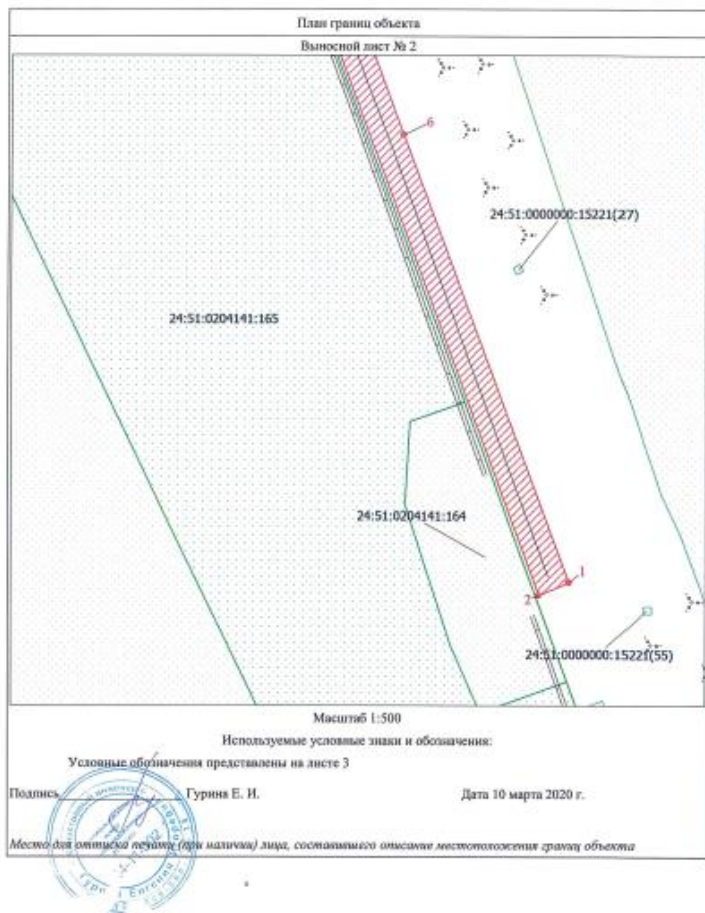 План границ объекта
Выносной лист № 2
6
24:51:0000000:15221(27)
24:51:0204141:165
24:51:0204141:164
1
2
24:51:0000000:15221(55)
Масштаб 1:500
Используемые условные знаки и обозначения:
Условные обозначения представлены на листе 3
Подпись Гурина Е. И. Дата 10 марта 2020 г.
Место для оттиска печати (при наличии) лица, составившего описание местоположения границ объекта